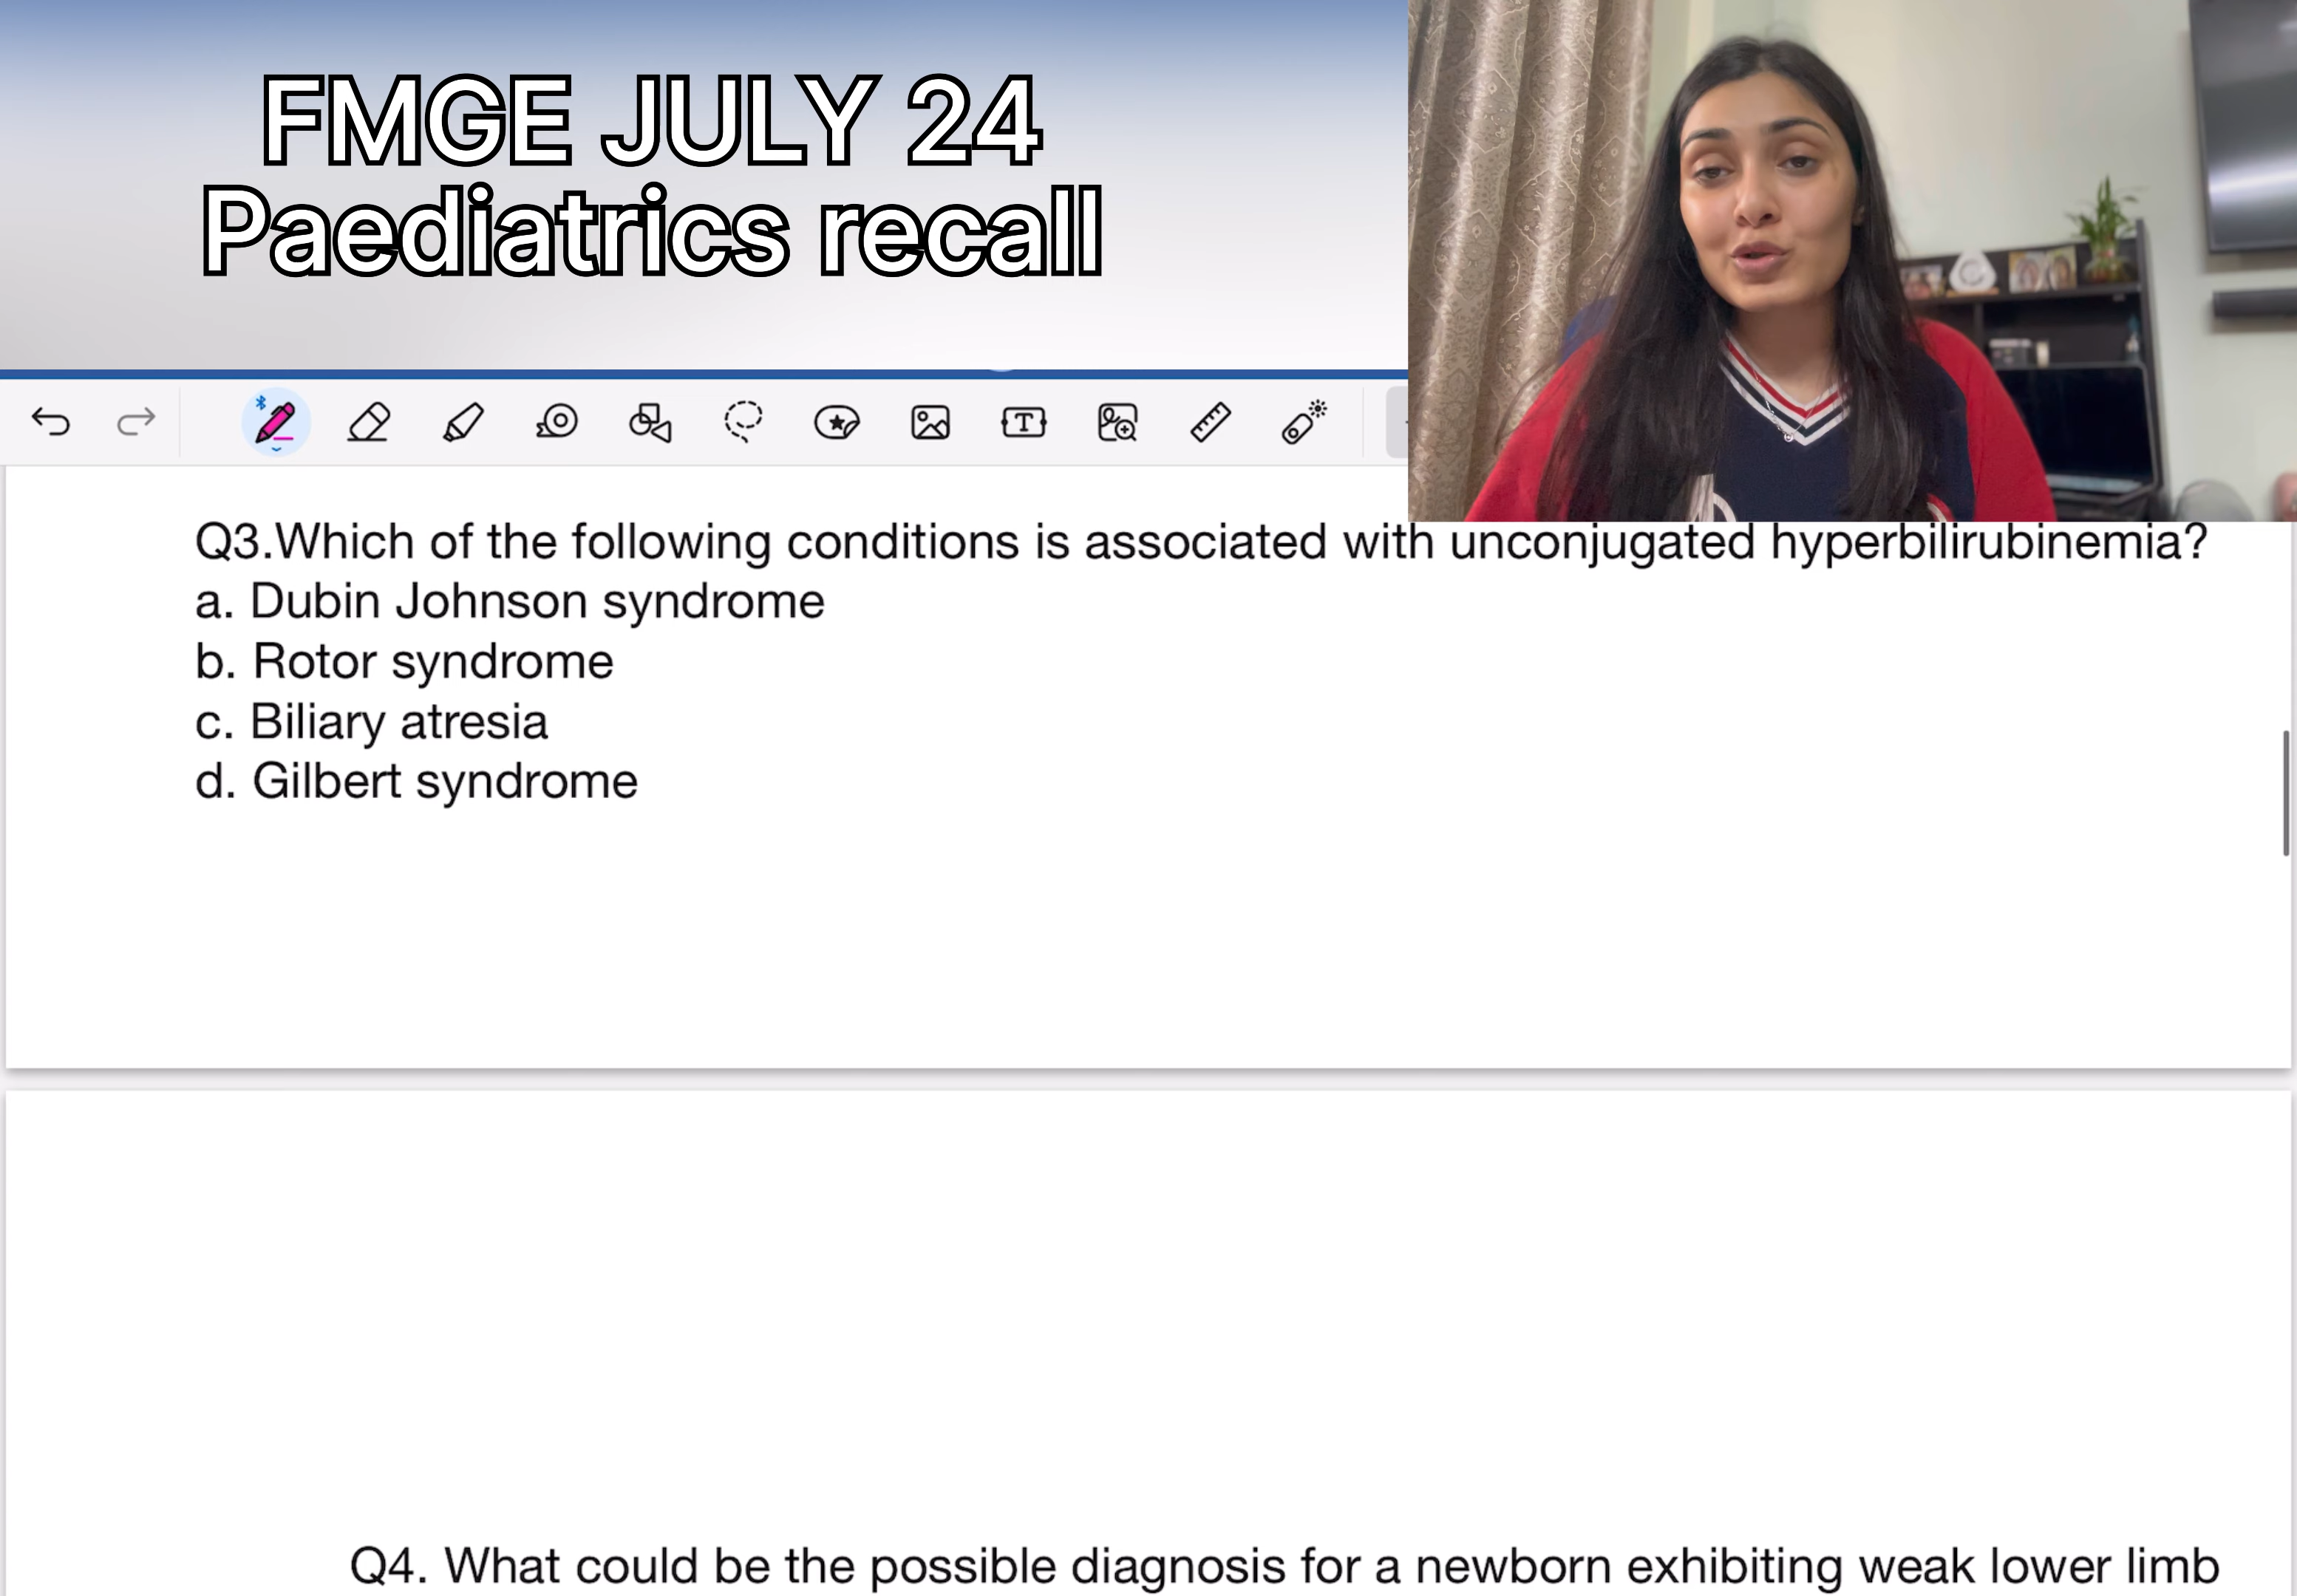 FMGE JULY 24
Paediatrics recall
Q3.Which of the following conditions is associated with unconjugated hyperbilirubinemia?
a. Dubin Johnson syndrome
b. Rotor syndrome
c. Biliary atresia
d. Gilbert syndrome
Q4. What could be the possible diagnosis for a newborn exhibiting weak lower limb